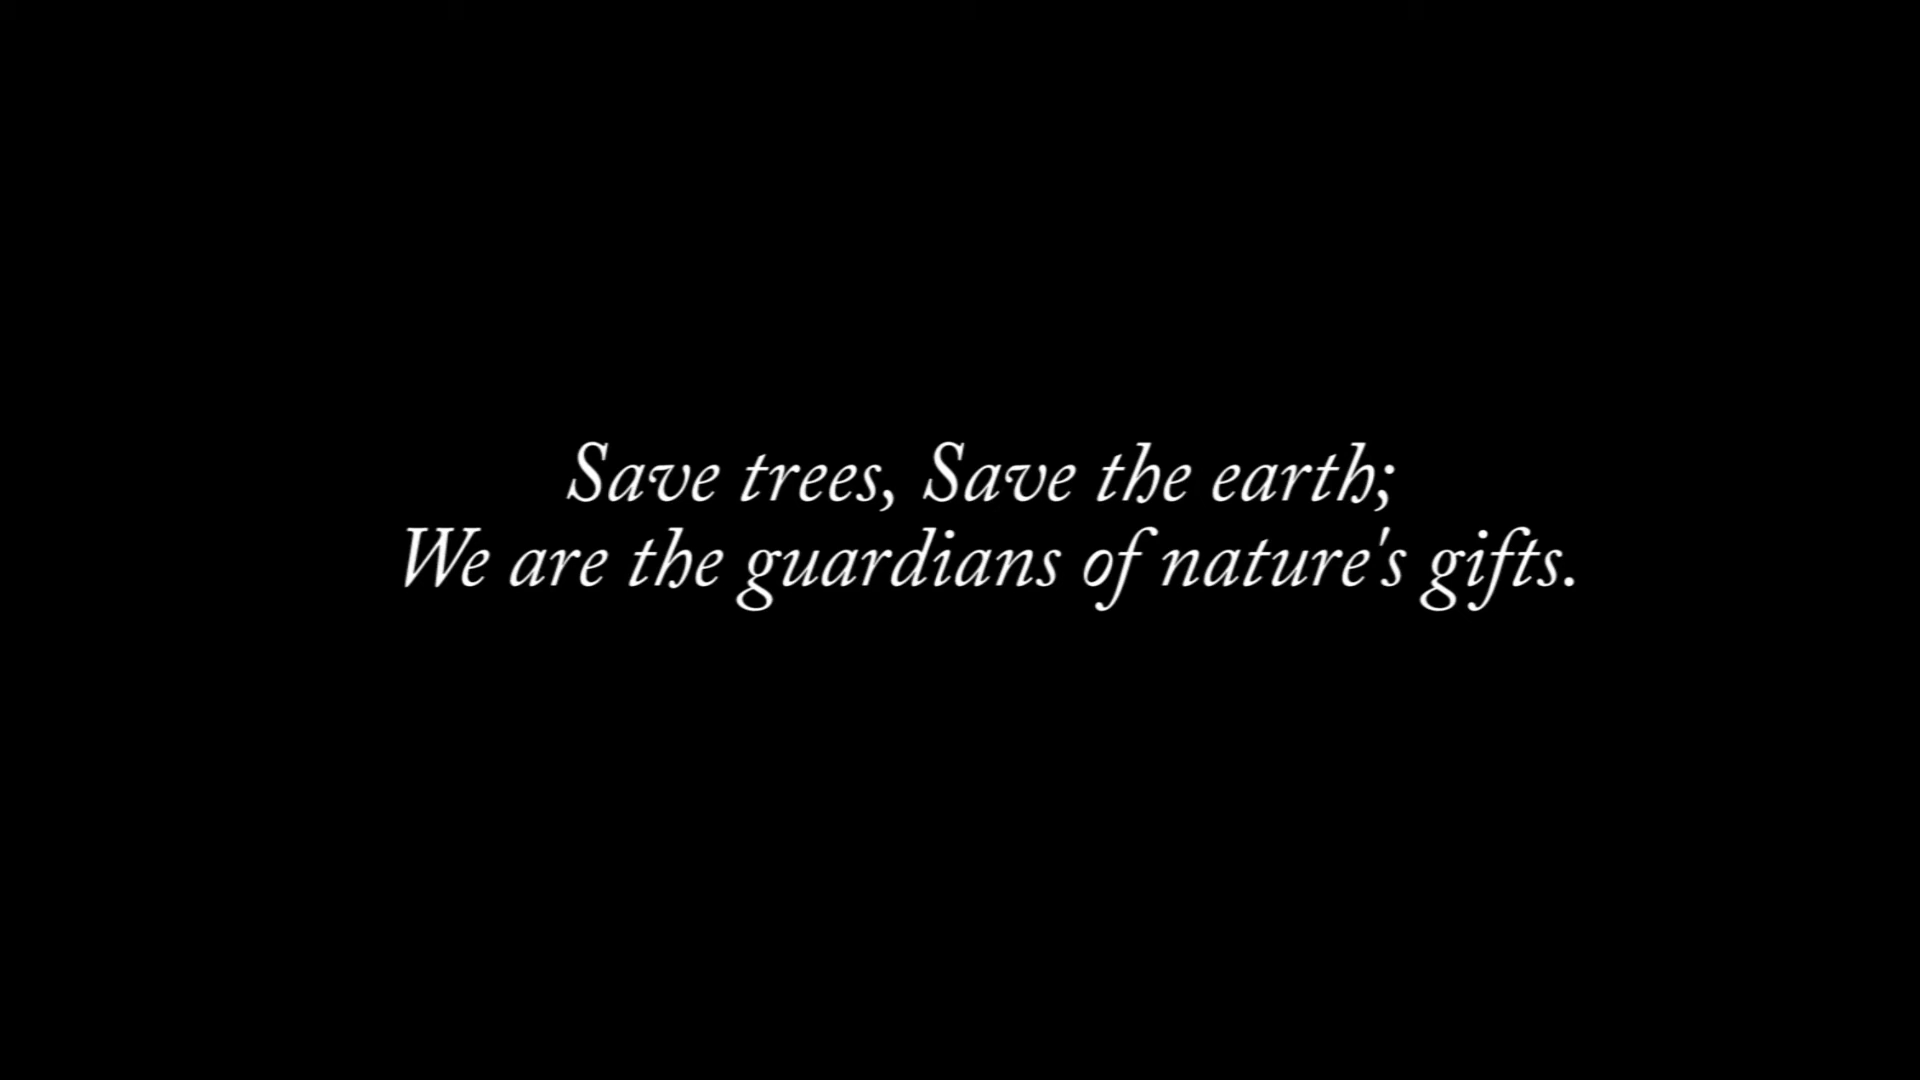 Save trees, Save the earth;
We are the guardians of nature's gifts.